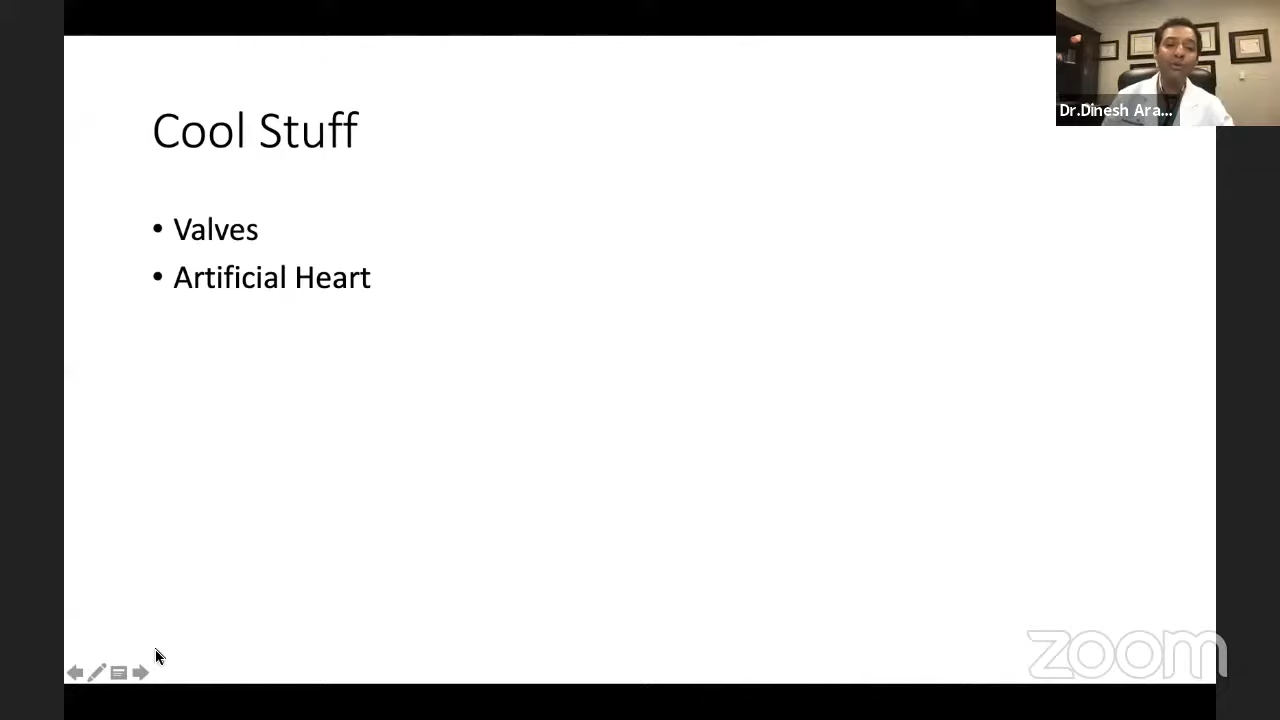 Cool Stuff
• Valves
• Artificial Heart
Dr.Dinesh Ara...
zoom